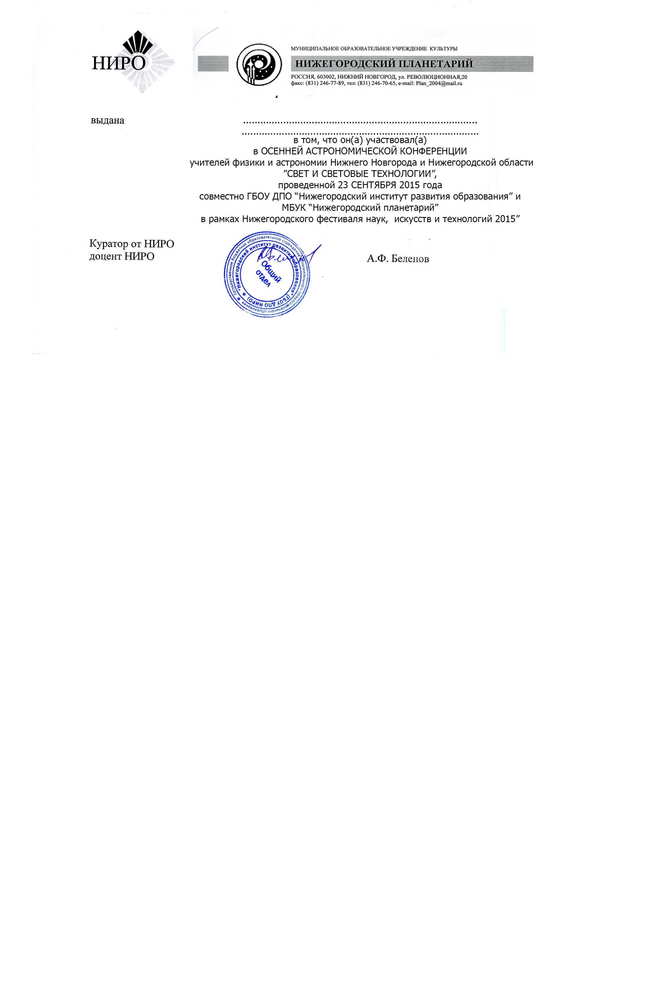 НИРО
МУНИЦИПАЛЬНОЕ ОБРАЗОВАТЕЛЬНОЕ УЧРЕЖДЕНИЕ КУЛЬТУРЫ
НИЖЕГОРОДСКИЙ ПЛАНЕТАРИЙ
РОССИЯ, 603002, НИЖНИЙ НОВГОРОД, ул. РЕВОЛЮЦИОННАЯ,20
факс: (831) 246-77-89, тел: (831) 246-70-65, e-mail: Plan_2004@mail.ru
выдана ..................................................................................
...................................................................................
в том, что он(а) участвовал(а)
в ОСЕННЕЙ АСТРОНОМИЧЕСКОЙ КОНФЕРЕНЦИИ
учителей физики и астрономии Нижнего Новгорода и Нижегородской области
”СВЕТ И СВЕТОВЫЕ ТЕХНОЛОГИИ”,
проведенной 23 СЕНТЯБРЯ 2015 года
совместно ГБОУ ДПО “Нижегородский институт развития образования” и
МБУК “Нижегородский планетарий”
в рамках Нижегородского фестиваля наук,  искусств и технологий 2015”
Куратор от НИРО
доцент НИРО
А.Ф. Беленов
Государственное бюджетное образовательное учреждение дополнительного профессионального образования
"Нижегородский институт развития образования" (ГБОУ ДПО НИРО)
Общий
отдел